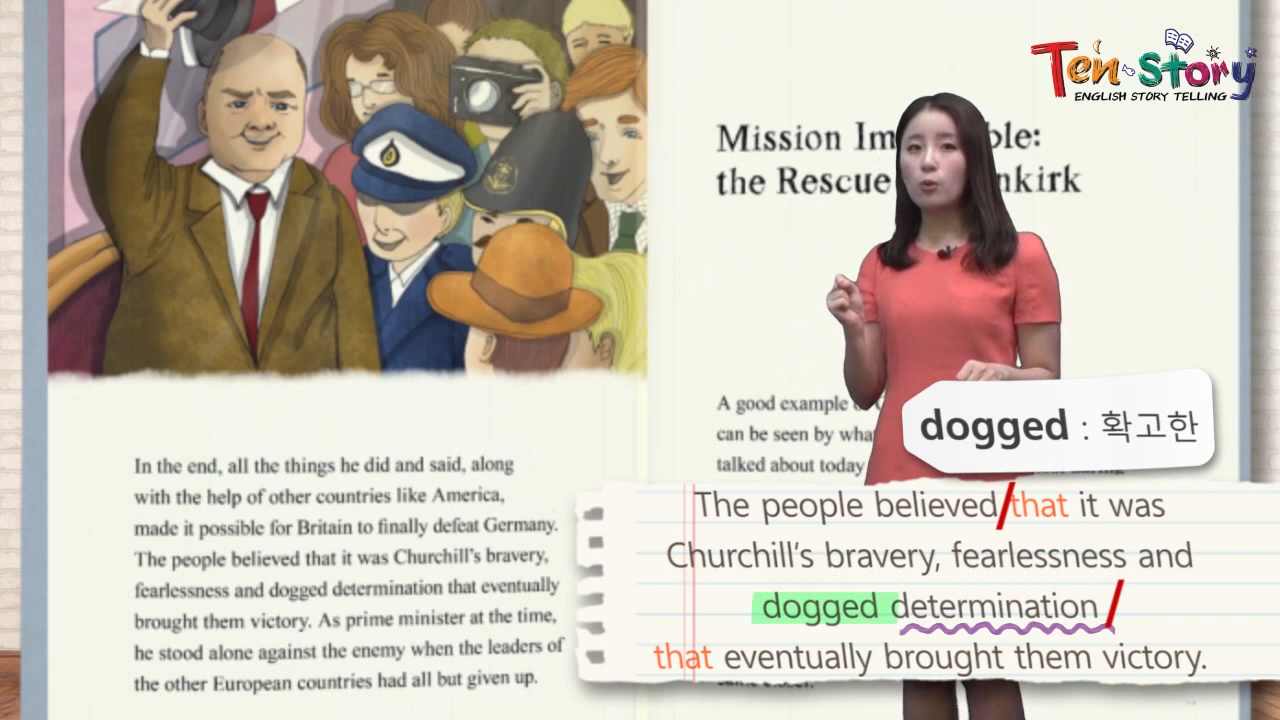 Ten Story
ENGLISH STORY TELLING
In the end, all the things he did and said, along
with the help of other countries like America,
made it possible for Britain to finally defeat Germany.
The people believed that it was Churchill's bravery,
fearlessness and dogged determination that eventually
brought them victory. As prime minister at the time,
he stood alone against the enemy when the leaders of
the other European countries had all but given up.
Mission
the Rescue
A good example
can be seen by
talked about today
dogged : 확고한
The people believed/that it was
Churchill's bravery, fearlessness and
dogged determination/
that eventually brought them victory.